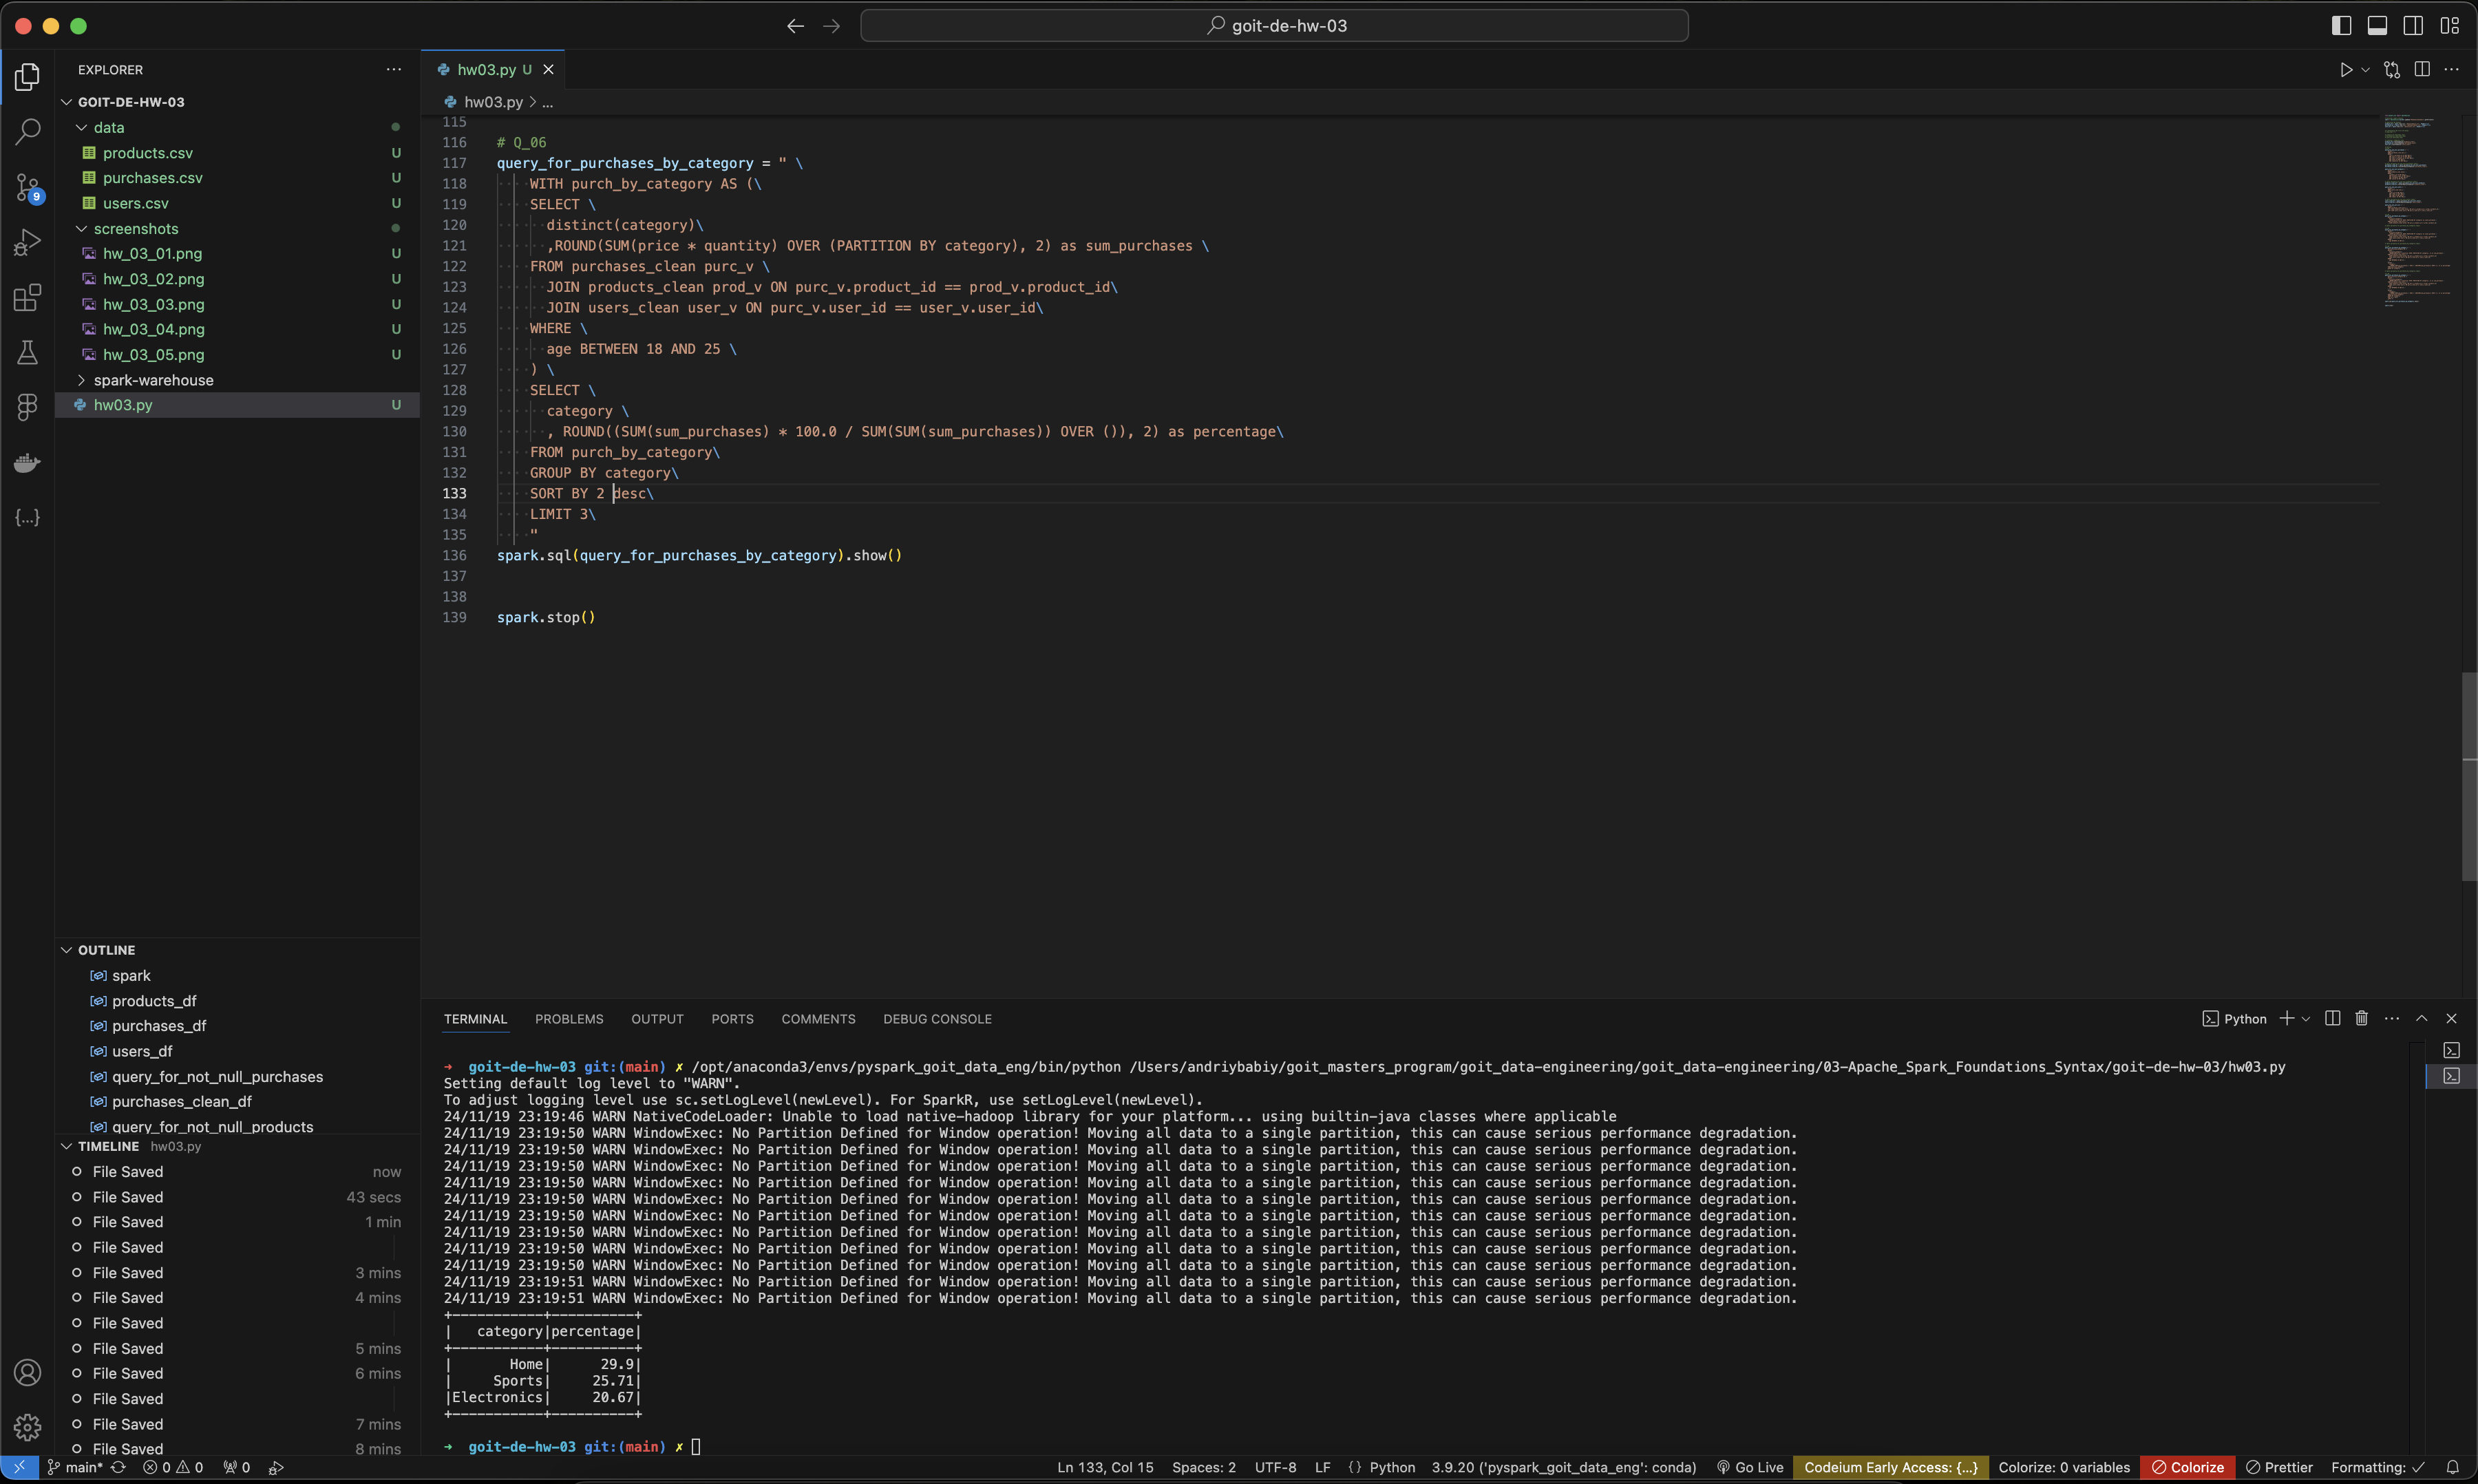 goit-de-hw-03
EXPLORER
GOIT-DE-HW-03
data
products.csv U
purchases.csv U
users.csv U
screenshots
hw_03_01.png U
hw_03_02.png U
hw_03_03.png U
hw_03_04.png U
hw_03_05.png U
spark-warehouse
hw03.py U
9
OUTLINE
spark
products_df
purchases_df
users_df
query_for_not_null_purchases
purchases_clean_df
query_for_not_null_products
TIMELINE hw03.py
File Saved now
File Saved 43 secs
File Saved 1 min
File Saved
File Saved 3 mins
File Saved 4 mins
File Saved
File Saved 5 mins
File Saved 6 mins
File Saved
File Saved 7 mins
File Saved 8 mins
hw03.py U
hw03.py > ...
115
116 # Q_06
117 query_for_purchases_by_category = " \
118 WITH purch_by_category AS (\
119 SELECT \
120 distinct(category)\
121 ,ROUND(SUM(price * quantity) OVER (PARTITION BY category), 2) as sum_purchases \
122 FROM purchases_clean purc_v \
123 JOIN products_clean prod_v ON purc_v.product_id == prod_v.product_id\
124 JOIN users_clean user_v ON purc_v.user_id == user_v.user_id\
125 WHERE \
126 age BETWEEN 18 AND 25 \
127 ) \
128 SELECT \
129 category \
130 , ROUND((SUM(sum_purchases) * 100.0 / SUM(SUM(sum_purchases)) OVER ()), 2) as percentage\
131 FROM purch_by_category\
132 GROUP BY category\
133 SORT BY 2 desc\
134 LIMIT 3\
135 "
136 spark.sql(query_for_purchases_by_category).show()
137
138
139 spark.stop()
TERMINAL PROBLEMS OUTPUT PORTS COMMENTS DEBUG CONSOLE
Python
➜ goit-de-hw-03 git:(main) ✗ /opt/anaconda3/envs/pyspark_goit_data_eng/bin/python /Users/andriybabiy/goit_masters_program/goit_data-engineering/goit_data-engineering/03-Apache_Spark_Foundations_Syntax/goit-de-hw-03/hw03.py
Setting default log level to "WARN".
To adjust logging level use sc.setLogLevel(newLevel). For SparkR, use setLogLevel(newLevel).
24/11/19 23:19:46 WARN NativeCodeLoader: Unable to load native-hadoop library for your platform... using builtin-java classes where applicable
24/11/19 23:19:50 WARN WindowExec: No Partition Defined for Window operation! Moving all data to a single partition, this can cause serious performance degradation.
24/11/19 23:19:50 WARN WindowExec: No Partition Defined for Window operation! Moving all data to a single partition, this can cause serious performance degradation.
24/11/19 23:19:50 WARN WindowExec: No Partition Defined for Window operation! Moving all data to a single partition, this can cause serious performance degradation.
24/11/19 23:19:50 WARN WindowExec: No Partition Defined for Window operation! Moving all data to a single partition, this can cause serious performance degradation.
24/11/19 23:19:50 WARN WindowExec: No Partition Defined for Window operation! Moving all data to a single partition, this can cause serious performance degradation.
24/11/19 23:19:50 WARN WindowExec: No Partition Defined for Window operation! Moving all data to a single partition, this can cause serious performance degradation.
24/11/19 23:19:50 WARN WindowExec: No Partition Defined for Window operation! Moving all data to a single partition, this can cause serious performance degradation.
24/11/19 23:19:50 WARN WindowExec: No Partition Defined for Window operation! Moving all data to a single partition, this can cause serious performance degradation.
24/11/19 23:19:50 WARN WindowExec: No Partition Defined for Window operation! Moving all data to a single partition, this can cause serious performance degradation.
24/11/19 23:19:51 WARN WindowExec: No Partition Defined for Window operation! Moving all data to a single partition, this can cause serious performance degradation.
24/11/19 23:19:51 WARN WindowExec: No Partition Defined for Window operation! Moving all data to a single partition, this can cause serious performance degradation.
+-----------+----------+
|   category|percentage|
+-----------+----------+
|       Home|      29.9|
|     Sports|     25.71|
|Electronics|     20.67|
+-----------+----------+
➜ goit-de-hw-03 git:(main) ✗
main* 0 0 0 Ln 133, Col 15 Spaces: 2 UTF-8 LF {} Python 3.9.20 ('pyspark_goit_data_eng': conda) Go Live Codeium Early Access: {...} Colorize: 0 variables Colorize Prettier Formatting: ✓